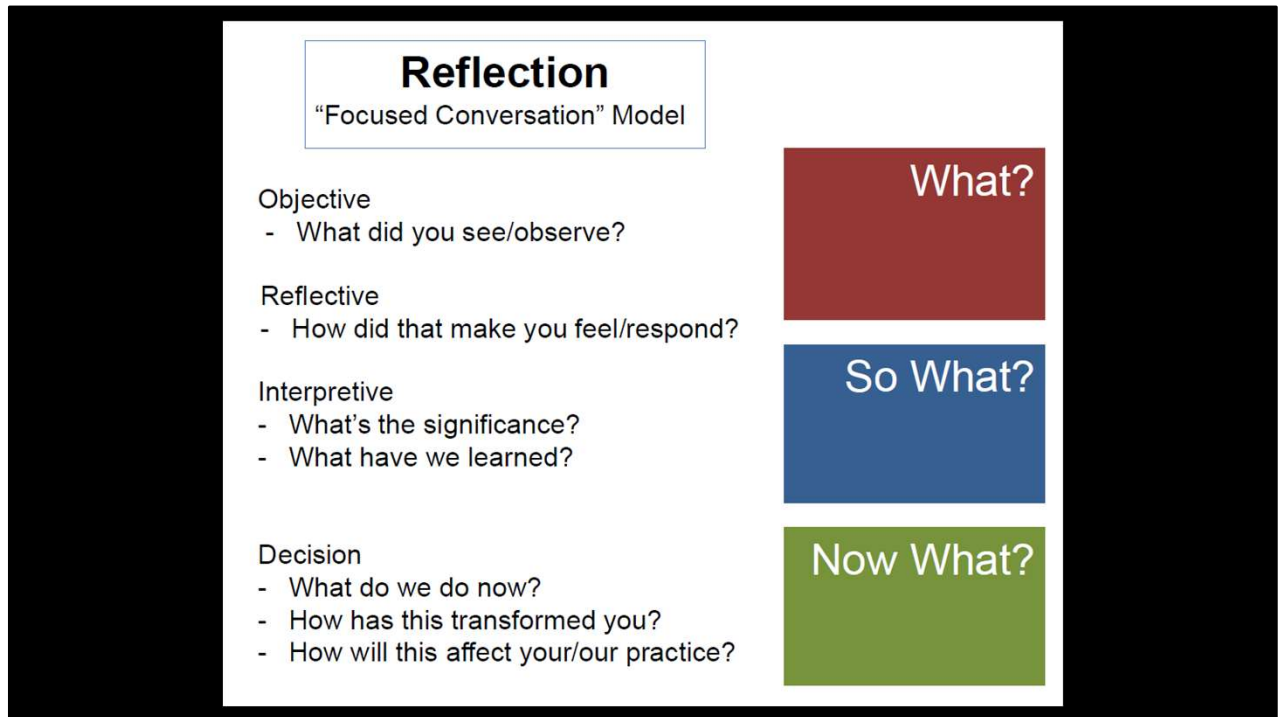 Reflection
“Focused Conversation” Model
What?
Objective
- What did you see/observe?
Reflective
- How did that make you feel/respond?
So What?
Interpretive
- What’s the significance?
- What have we learned?
Now What?
Decision
- What do we do now?
- How has this transformed you?
- How will this affect your/our practice?